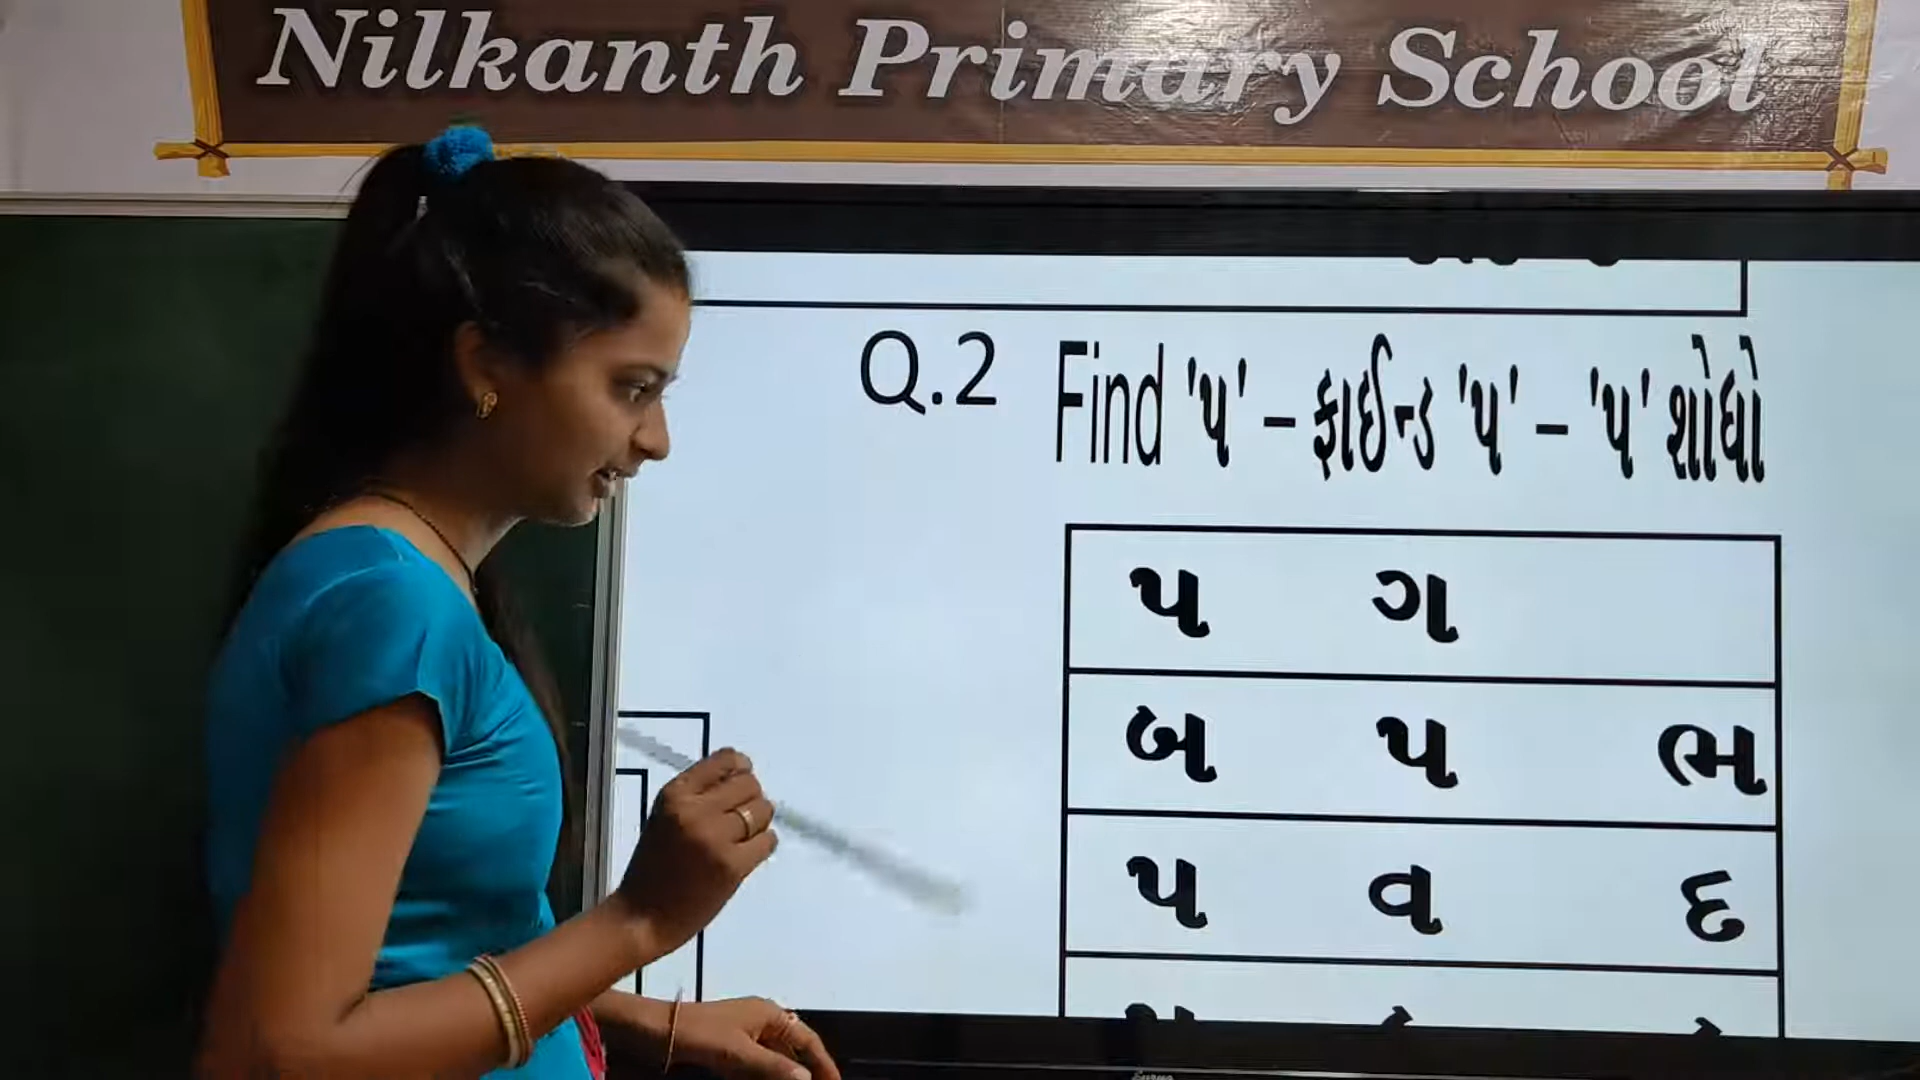 Nilkanth Primary School
Q.2 Find 'પ' – ફાઈન્ડ 'પ' – 'પ' શોધો
પ ગ
બ પ ભ
પ વ દ